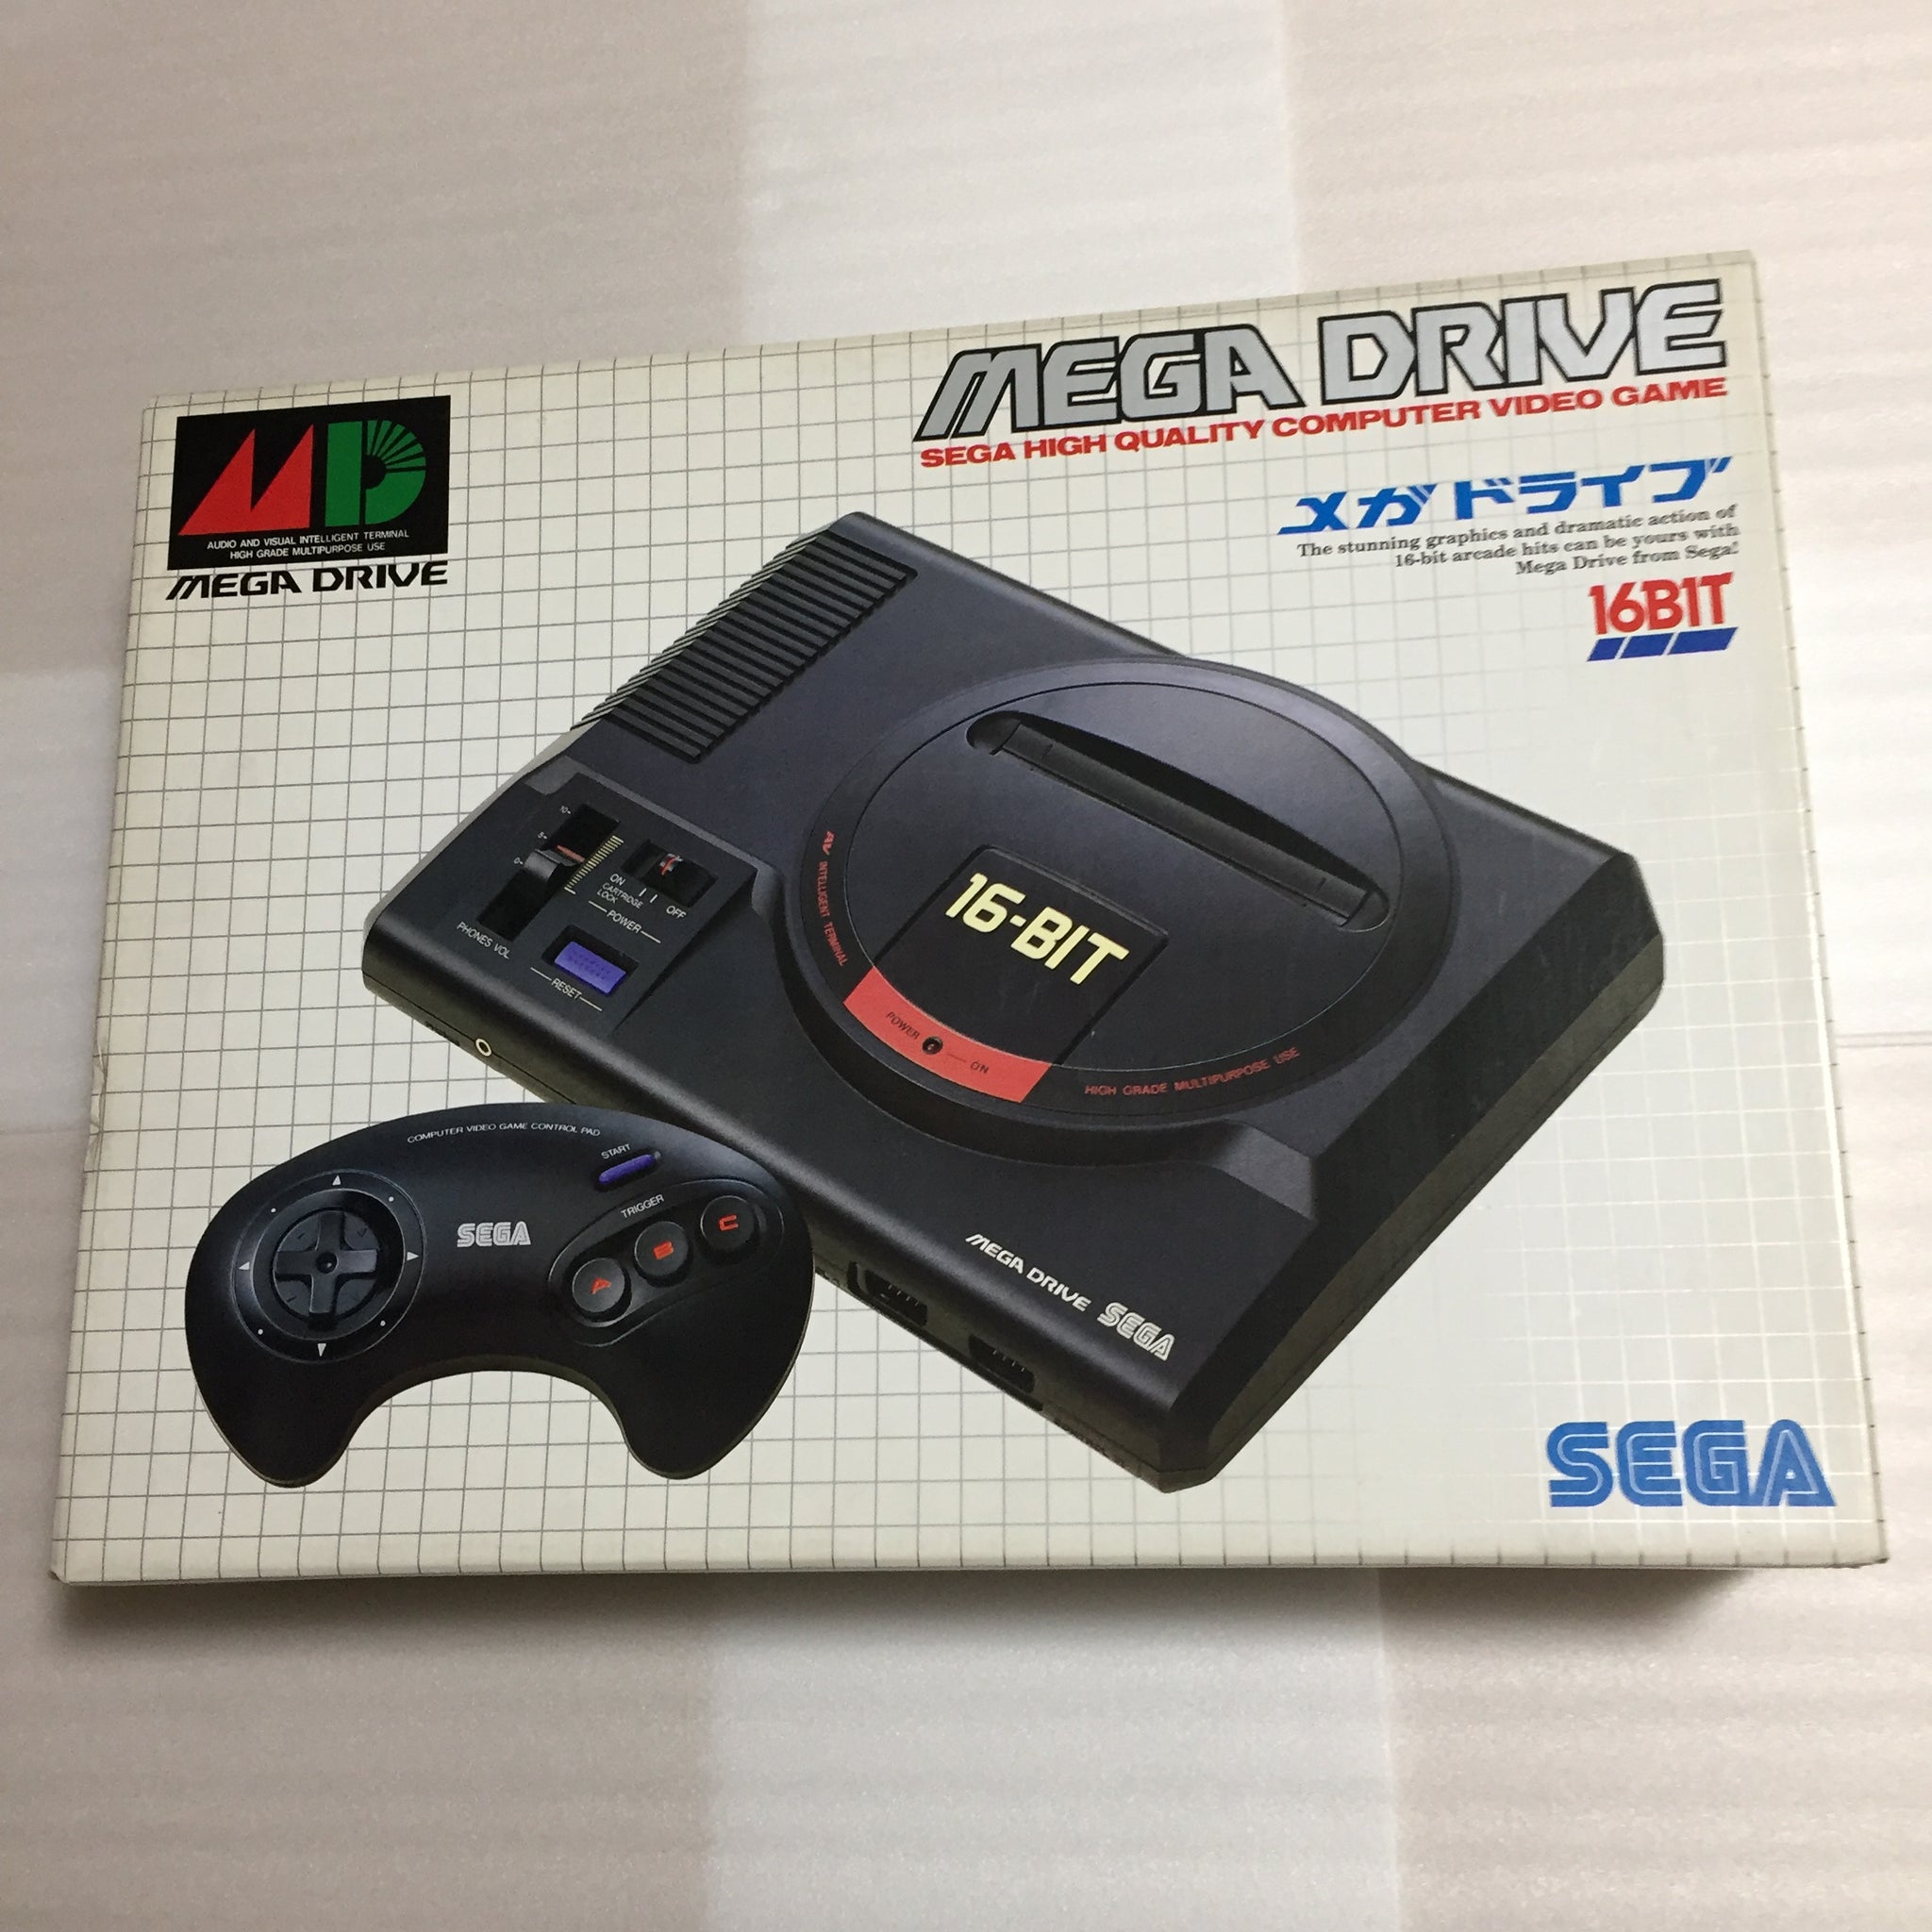 MEGA DRIVE
SEGA HIGH QUALITY COMPUTER VIDEO GAME
MD
AUDIO AND VISUAL INTELLIGENT TERMINAL
HIGH GRADE MULTIPURPOSE USE
MEGA DRIVE
メガドライブ
The stunning graphics and dramatic action of
16-bit arcade hits can be yours with
Mega Drive from Sega!
16BIT
10
5
0
ON
CARTRIDGE
LOCK
OFF
POWER
PHONES VOL
RESET
AV INTELLIGENT TERMINAL
16-BIT
POWER ON
HIGH GRADE MULTIPURPOSE USE
COMPUTER VIDEO GAME CONTROL PAD
START
TRIGGER
SEGA
A B C
MEGA DRIVE SEGA
SEGA